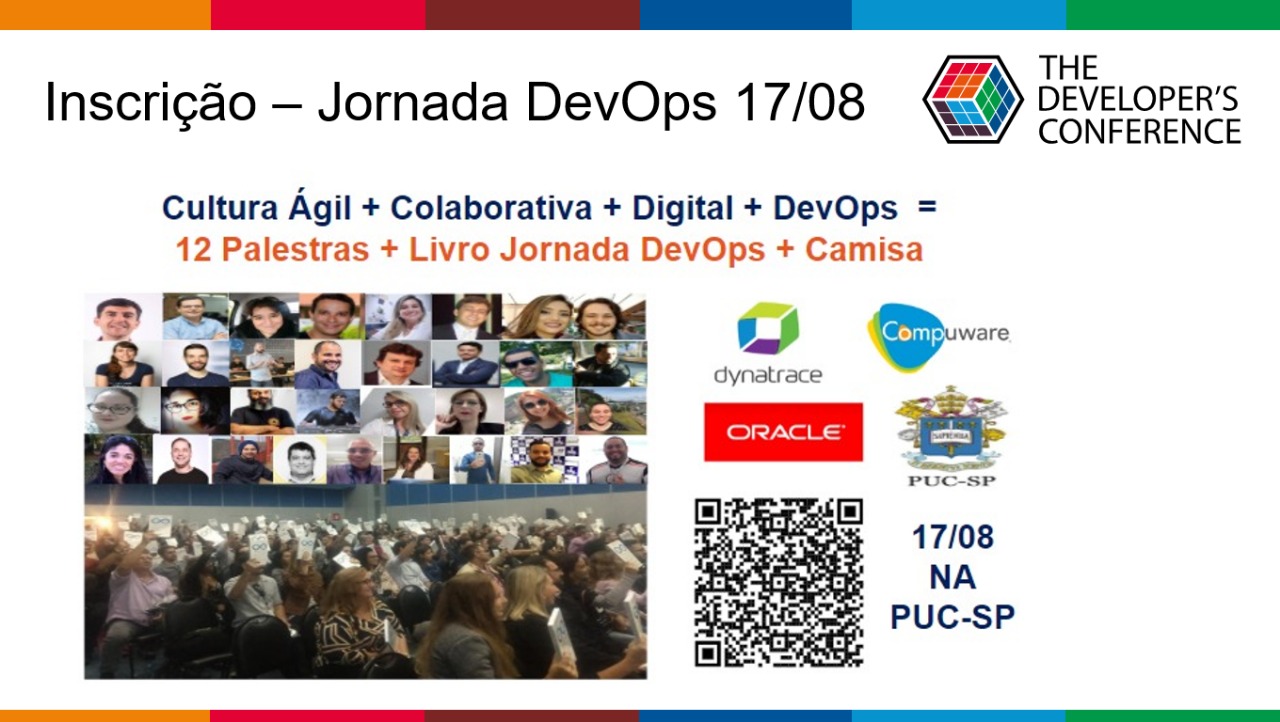 Inscrição – Jornada DevOps 17/08
THE
DEVELOPER'S
CONFERENCE
Cultura Ágil + Colaborativa + Digital + DevOps =
12 Palestras + Livro Jornada DevOps + Camisa
dynatrace
Compuware
ORACLE
PUC-SP
17/08
NA
PUC-SP